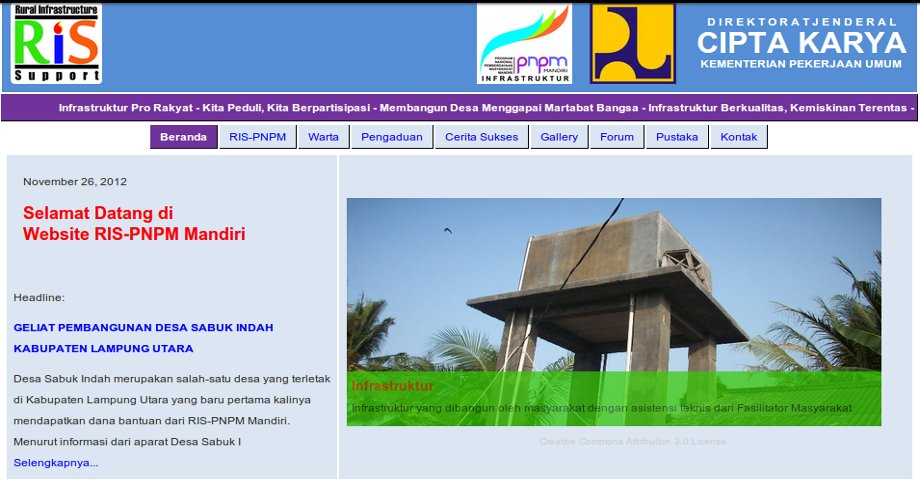 Rural Infrastructure
RiS
Support
PROGRAM
NASIONAL
PEMBERDAYAAN
MASYARAKAT
MANDIRI
pnpm
MANDIRI
INFRASTRUKTUR
DIREKTORATJENDERAL
CIPTA KARYA
KEMENTERIAN PEKERJAAN UMUM
Infrastruktur Pro Rakyat - Kita Peduli, Kita Berpartisipasi - Membangun Desa Menggapai Martabat Bangsa - Infrastruktur Berkualitas, Kemiskinan Terentas -
Beranda RIS-PNPM Warta Pengaduan Cerita Sukses Gallery Forum Pustaka Kontak
November 26, 2012
Selamat Datang di
Website RIS-PNPM Mandiri
Headline:
GELIAT PEMBANGUNAN DESA SABUK INDAH
KABUPATEN LAMPUNG UTARA
Desa Sabuk Indah merupakan salah-satu desa yang terletak
di Kabupaten Lampung Utara yang baru pertama kalinya
mendapatkan dana bantuan dari RIS-PNPM Mandiri.
Menurut informasi dari aparat Desa Sabuk I
Selengkapnya...
Infrastruktur
Infrastruktur yang dibangun oleh masyarakat dengan asistensi teknis dari Fasilitator Masyarakat
Creative Commons Attribution 3.0 License.